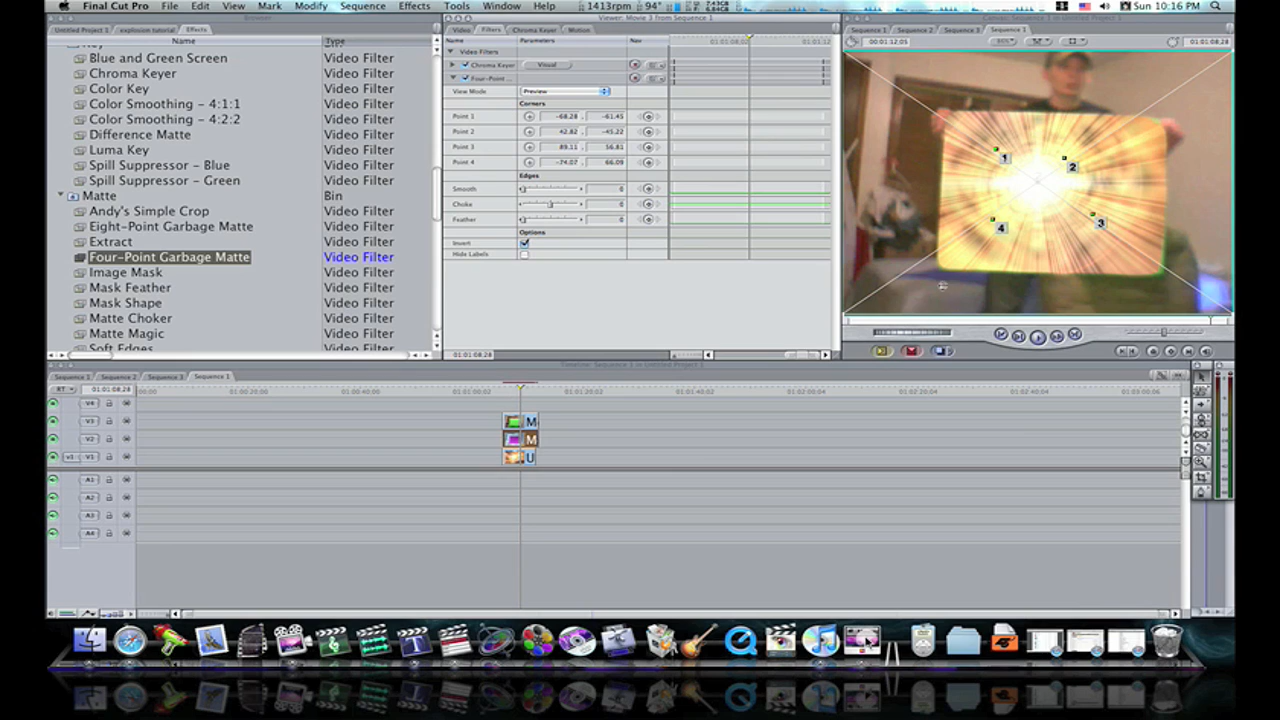 Final Cut Pro File Edit View Mark Modify Sequence Effects Tools Window Help 1413rpm 94° Sun 10:16 PM
Browser
Untitled Project 1 explosion tutorial Effects
Name Type
Blue and Green Screen Video Filter
Chroma Keyer Video Filter
Color Key Video Filter
Color Smoothing - 4:1:1 Video Filter
Color Smoothing - 4:2:2 Video Filter
Difference Matte Video Filter
Luma Key Video Filter
Spill Suppressor - Blue Video Filter
Spill Suppressor - Green Video Filter
Matte Bin
Andy's Simple Crop Video Filter
Eight-Point Garbage Matte Video Filter
Extract Video Filter
Four-Point Garbage Matte Video Filter
Image Mask Video Filter
Mask Feather Video Filter
Mask Shape Video Filter
Matte Choker Video Filter
Matte Magic Video Filter
Soft Edges Video Filter
Viewer: Movie 3 from Sequence 1
Video Filters Chroma Keyer Motion
Name Parameters Nav
Video Filters
Chroma Keyer Visual
Four-Point ...
View Mode Preview
Corners
Point 1 -68.28 , -61.45
Point 2 42.82 , -45.22
Point 3 89.11 , 56.81
Point 4 -74.07 , 66.09
Edges
Smooth 0
Choke 0
Feather 0
Options
Invert
Hide Labels
01:01:08;28
Canvas: Sequence 1 in Untitled Project 1
Sequence 1 Sequence 2 Sequence 3 Sequence 1
00:01:12;05 01:01:08;28
1
2
3
4
Timeline: Sequence 1 in Untitled Project 1
Sequence 1 Sequence 2 Sequence 3 Sequence 1
RT 01:01:08;28 00:00 01:00:20;00 01:00:40;00 01:01:00;02 01:01:20;02 01:01:40;02 01:02:00;04 01:02:20;04 01:02:40;04
V4
V3 M
V2 M
v1 V1 U
A1
A2
A3
A4